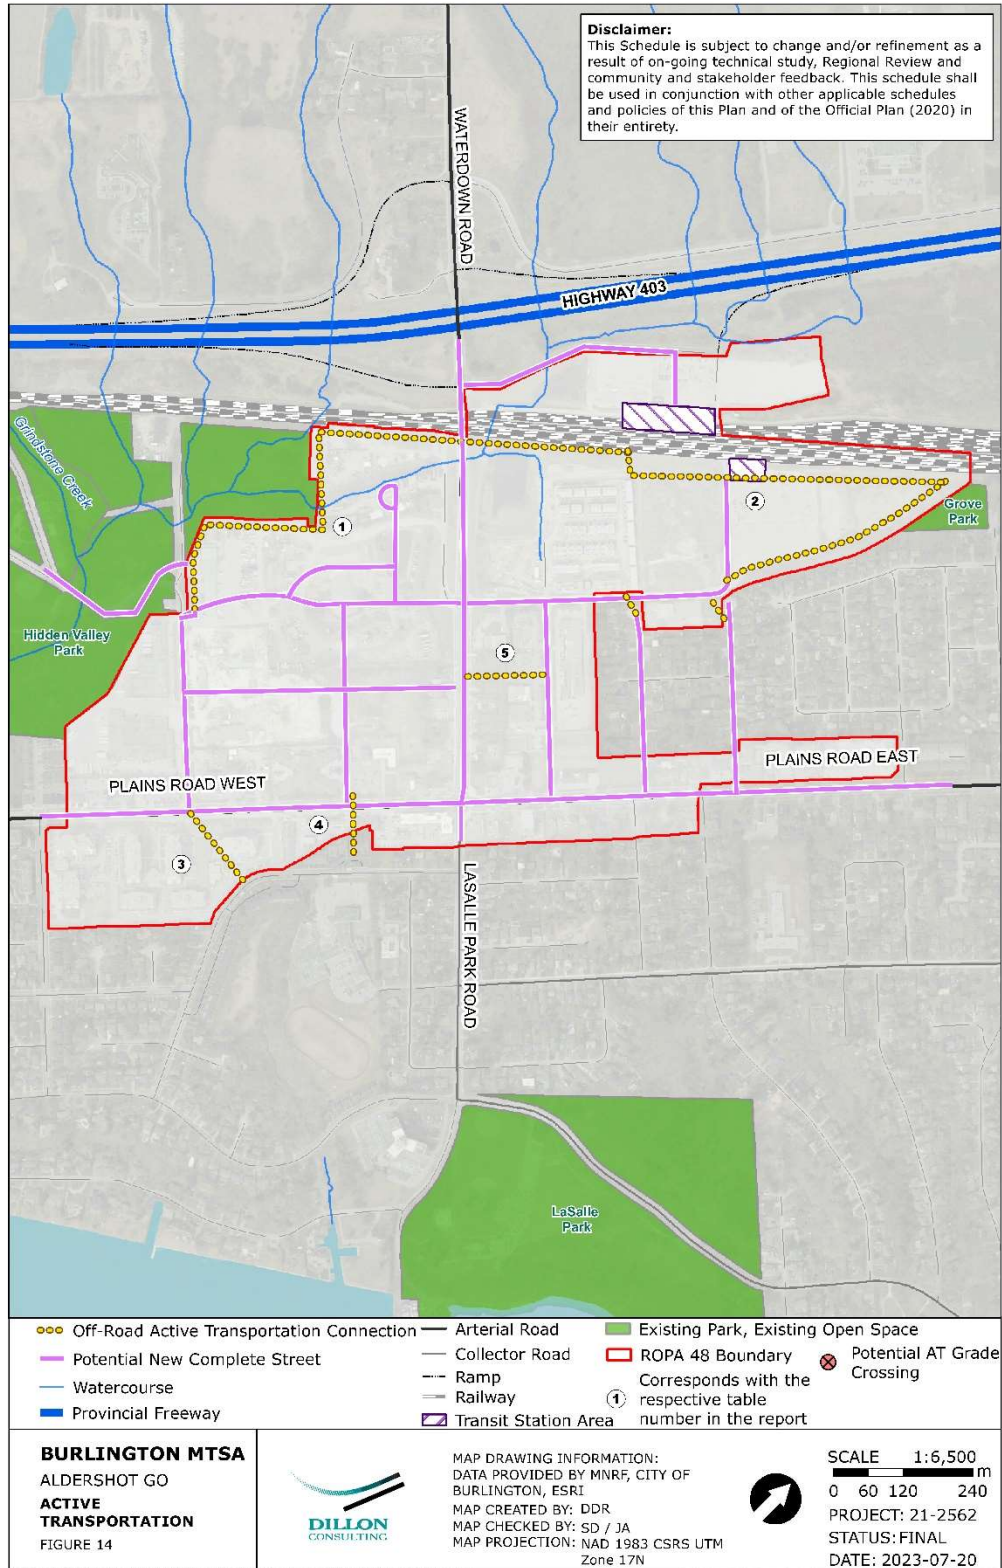 Disclaimer:
This Schedule is subject to change and/or refinement as a
result of on-going technical study, Regional Review and
community and stakeholder feedback. This schedule shall
be used in conjunction with other applicable schedules
and policies of this Plan and of the Official Plan (2020) in
their entirety.
WATERDOWN ROAD
HIGHWAY 403
Grindstone Creek
1
2
Grove
Park
Hidden Valley
Park
5
PLAINS ROAD WEST
PLAINS ROAD EAST
4
3
LASALLE PARK ROAD
LaSalle
Park
Off-Road Active Transportation Connection
Potential New Complete Street
Watercourse
Provincial Freeway
Arterial Road
Collector Road
Ramp
Railway
Transit Station Area
Existing Park, Existing Open Space
ROPA 48 Boundary
1
Corresponds with the
respective table
number in the report
Potential AT Grade
Crossing
BURLINGTON MTSA
ALDERSHOT GO
ACTIVE
TRANSPORTATION
FIGURE 14
DILLON
CONSULTING
MAP DRAWING INFORMATION:
DATA PROVIDED BY MNRF, CITY OF
BURLINGTON, ESRI
MAP CREATED BY: DDR
MAP CHECKED BY: SD / JA
MAP PROJECTION: NAD 1983 CSRS UTM
Zone 17N
SCALE 1:6,500
m
0 60 120 240
PROJECT: 21-2562
STATUS: FINAL
DATE: 2023-07-20